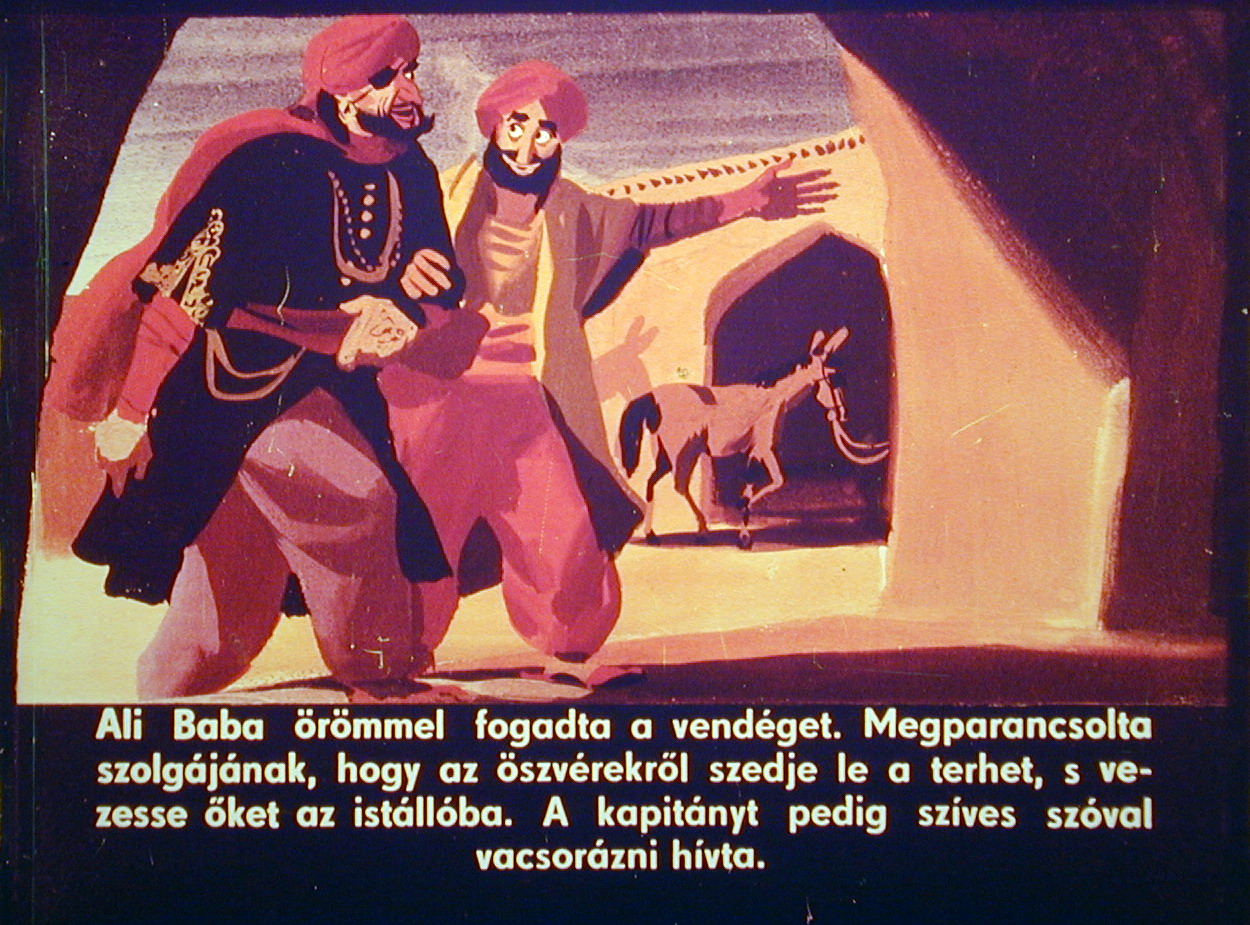 Ali Baba örömmel fogadta a vendéget. Megparancsolta
szolgájának, hogy az öszvérekről szedje le a terhet, s ve-
zesse őket az istállóba. A kapitányt pedig szíves szóval
vacsorázni hívta.